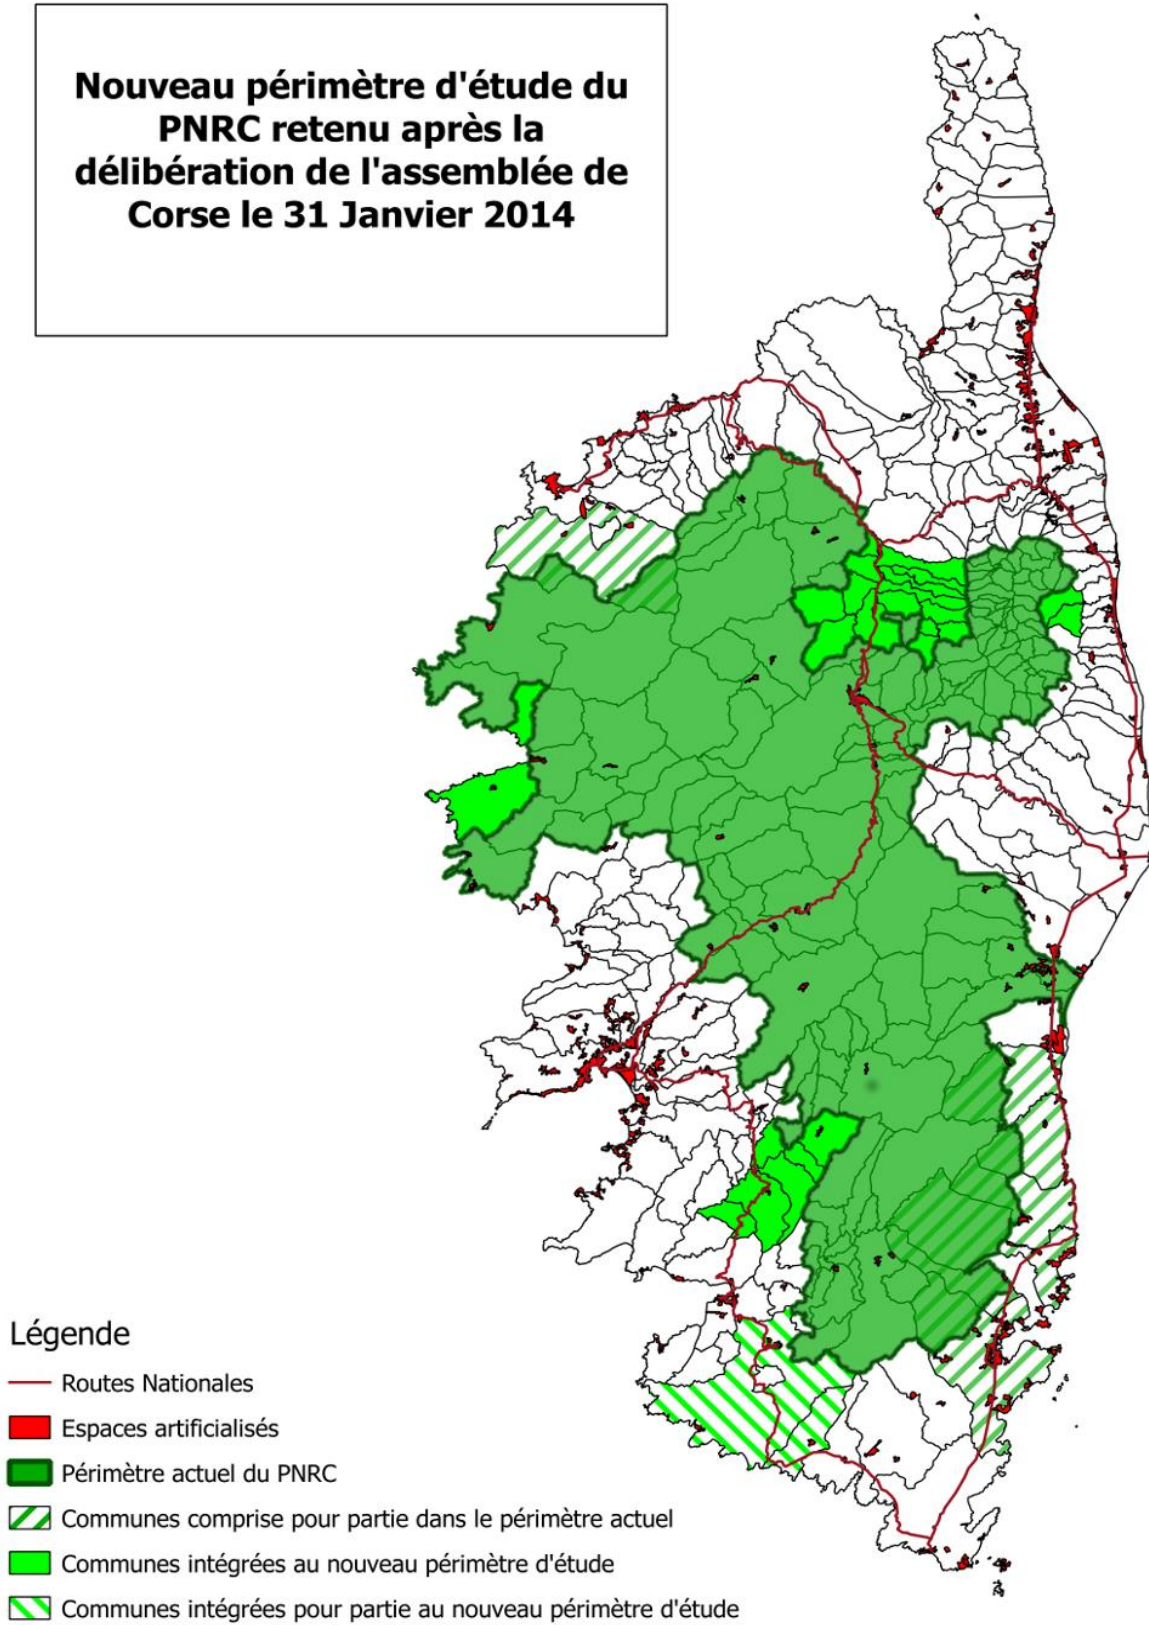 Nouveau périmètre d'étude du
PNRC retenu après la
délibération de l'assemblée de
Corse le 31 Janvier 2014
Légende
Routes Nationales
Espaces artificialisés
Périmètre actuel du PNRC
Communes comprise pour partie dans le périmètre actuel
Communes intégrées au nouveau périmètre d'étude
Communes intégrées pour partie au nouveau périmètre d'étude